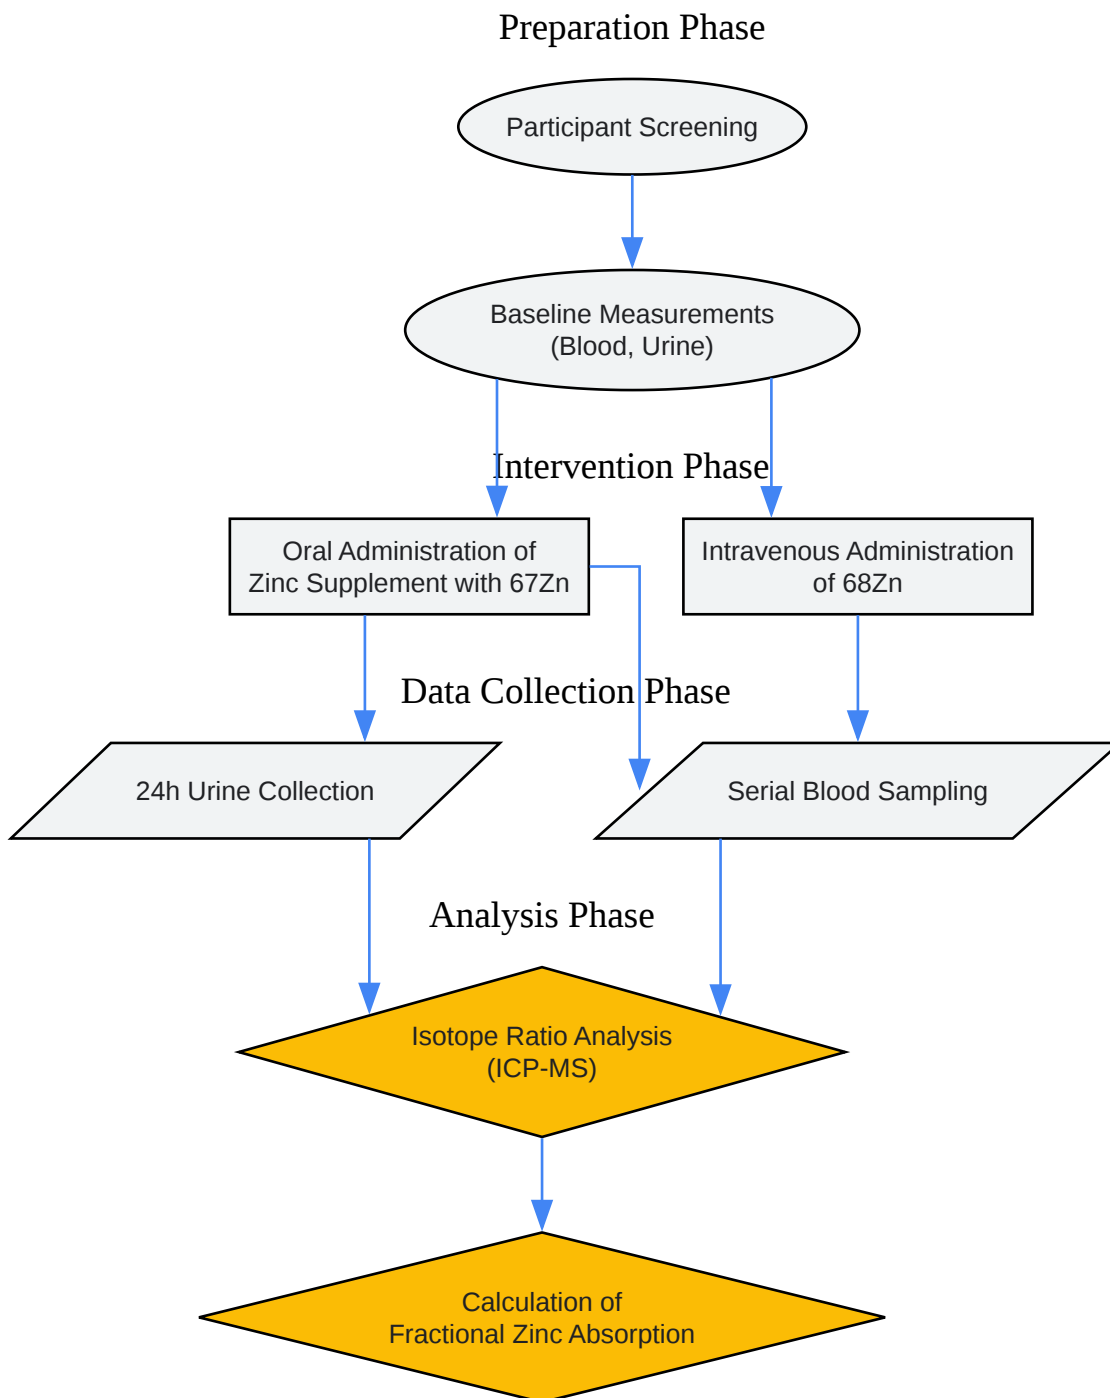 Preparation Phase
Participant Screening
Baseline Measurements
(Blood, Urine)
Intervention Phase
Oral Administration of
Zinc Supplement with 67Zn
Intravenous Administration
of 68Zn
Data Collection Phase
24h Urine Collection
Serial Blood Sampling
Analysis Phase
Isotope Ratio Analysis
(ICP-MS)
Calculation of
Fractional Zinc Absorption